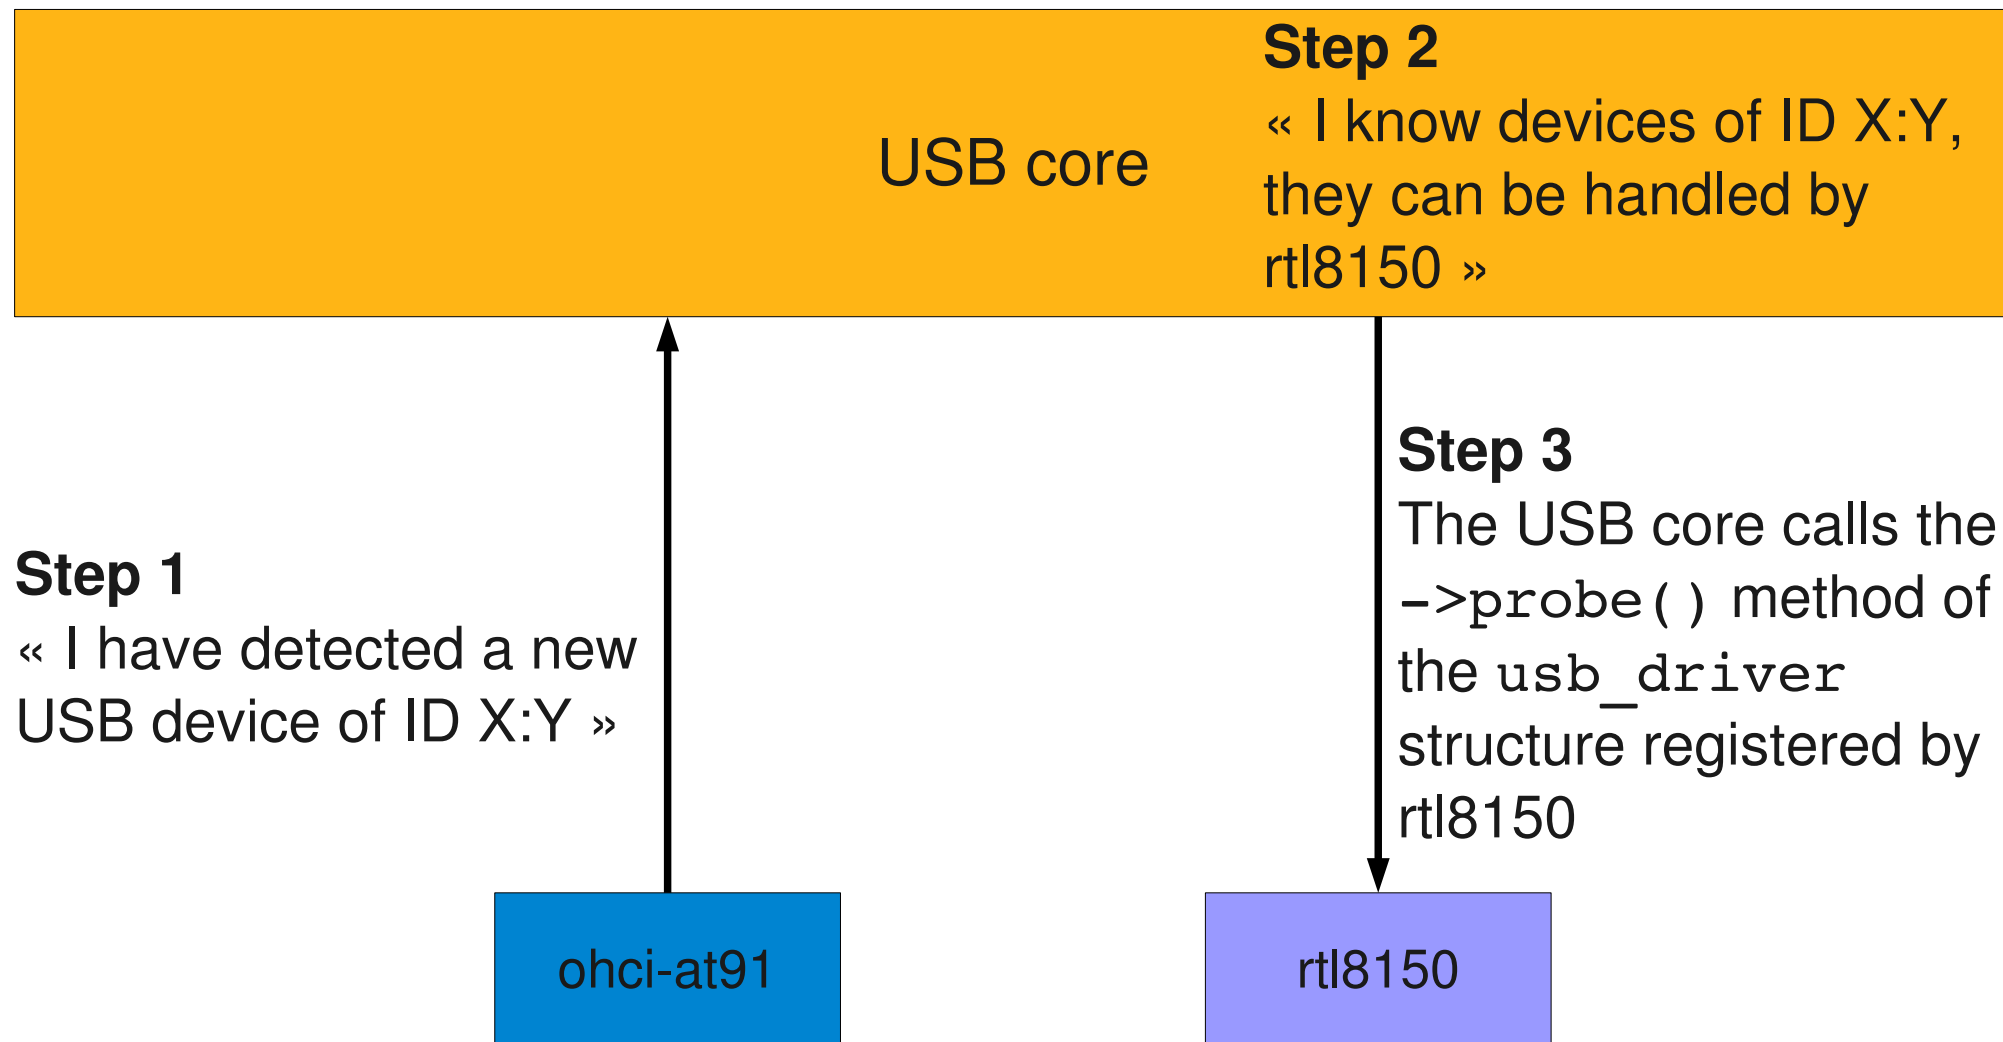 USB core
Step 2
« I know devices of ID X:Y,
they can be handled by
rtl8150 »
Step 1
« I have detected a new
USB device of ID X:Y »
Step 3
The USB core calls the
->probe() method of
the usb_driver
structure registered by
rtl8150
ohci-at91
rtl8150